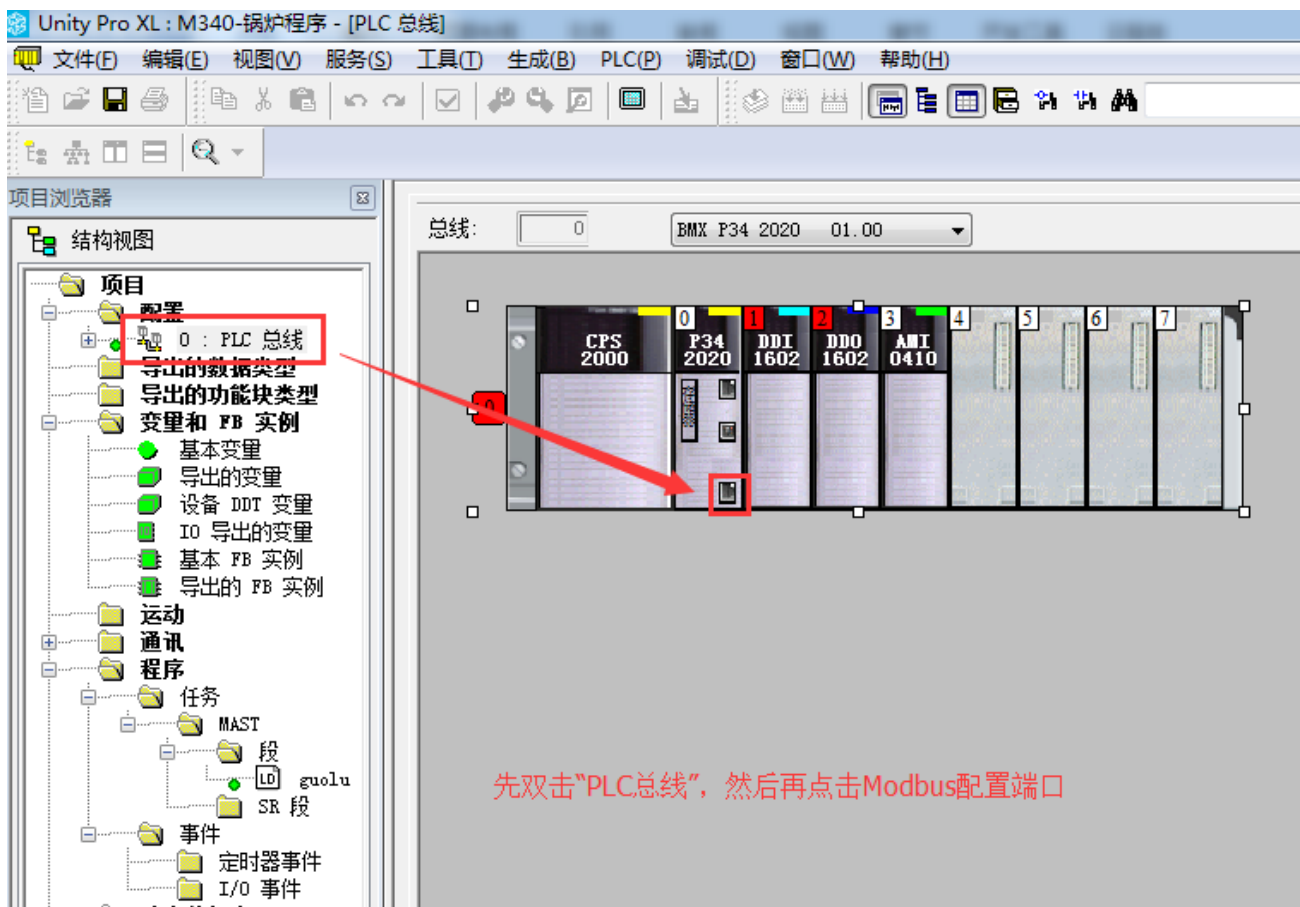 Unity Pro XL : M340-锅炉程序 - [PLC 总线]
文件(F) 编辑(E) 视图(V) 服务(S) 工具(T) 生成(B) PLC(P) 调试(D) 窗口(W) 帮助(H)
项目浏览器
结构视图
项目
配置
0 : PLC 总线
导出的数据类型
导出的功能块类型
变量和 FB 实例
基本变量
导出的变量
设备 DDT 变量
IO 导出的变量
基本 FB 实例
导出的 FB 实例
运动
通讯
程序
任务
MAST
段
LD guolu
SR 段
事件
定时器事件
I/O 事件
总线: 0 BMX P34 2020 01.00
0 1 2 3 4 5 6 7
CPS P34 DDI DDO AMI
2000 2020 1602 1602 0410
0
先双击“PLC总线”，然后再点击Modbus配置端口